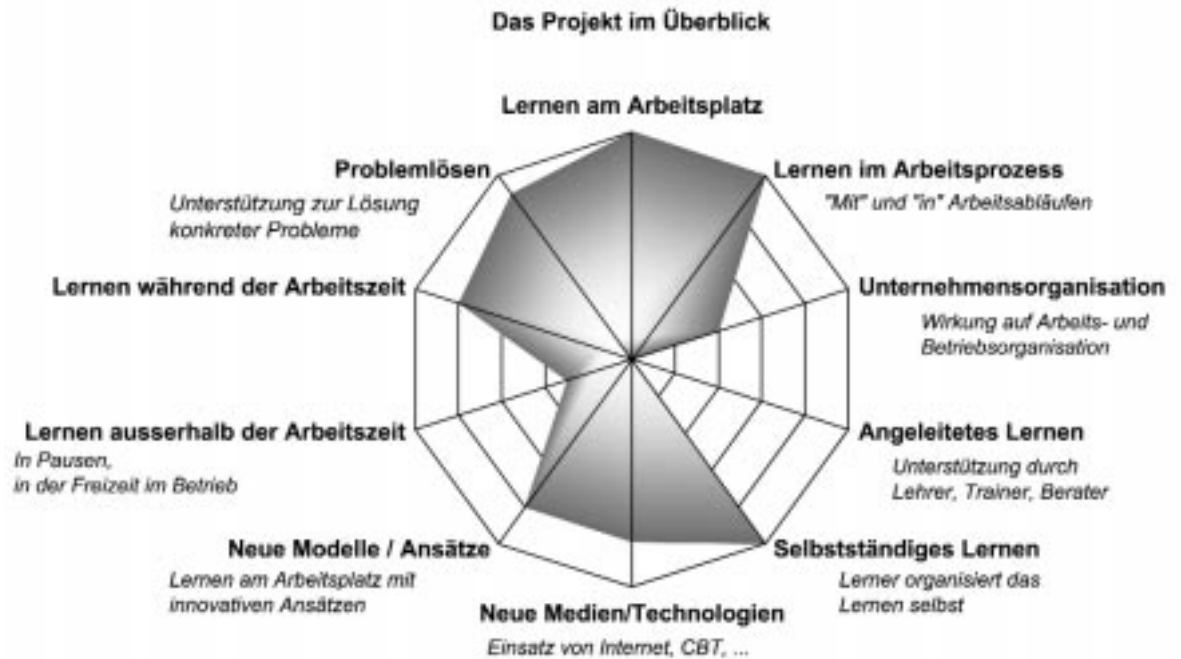 Das Projekt im Überblick
Lernen am Arbeitsplatz
Lernen im Arbeitsprozess
"Mit" und "in" Arbeitsabläufen
Unternehmensorganisation
Wirkung auf Arbeits- und
Betriebsorganisation
Angeleitetes Lernen
Unterstützung durch
Lehrer, Trainer, Berater
Selbstständiges Lernen
Lerner organisiert das
Lernen selbst
Neue Medien/Technologien
Einsatz von Internet, CBT, ...
Neue Modelle / Ansätze
Lernen am Arbeitsplatz mit
innovativen Ansätzen
Lernen ausserhalb der Arbeitszeit
In Pausen,
in der Freizeit im Betrieb
Lernen während der Arbeitszeit
Problemlösen
Unterstützung zur Lösung
konkreter Probleme